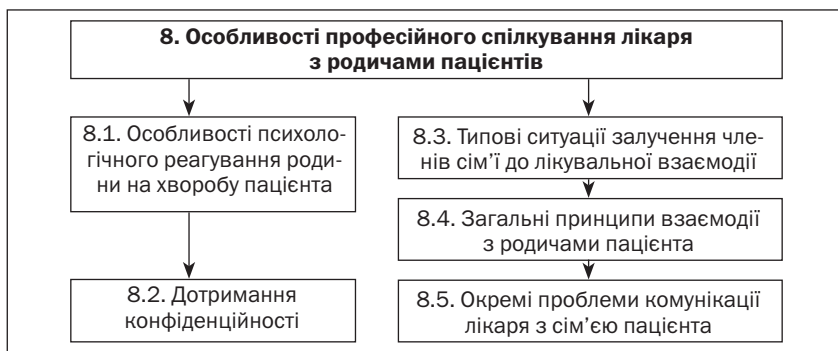 8. Особливості професійного спілкування лікаря
з родичами пацієнтів
8.1. Особливості психоло-
гічного реагування роди-
ни на хворобу пацієнта
8.2. Дотримання
конфіденційності
8.3. Типові ситуації залучення чле-
нів сім’ї до лікувальної взаємодії
8.4. Загальні принципи взаємодії
з родичами пацієнта
8.5. Окремі проблеми комунікації
лікаря з сім’єю пацієнта